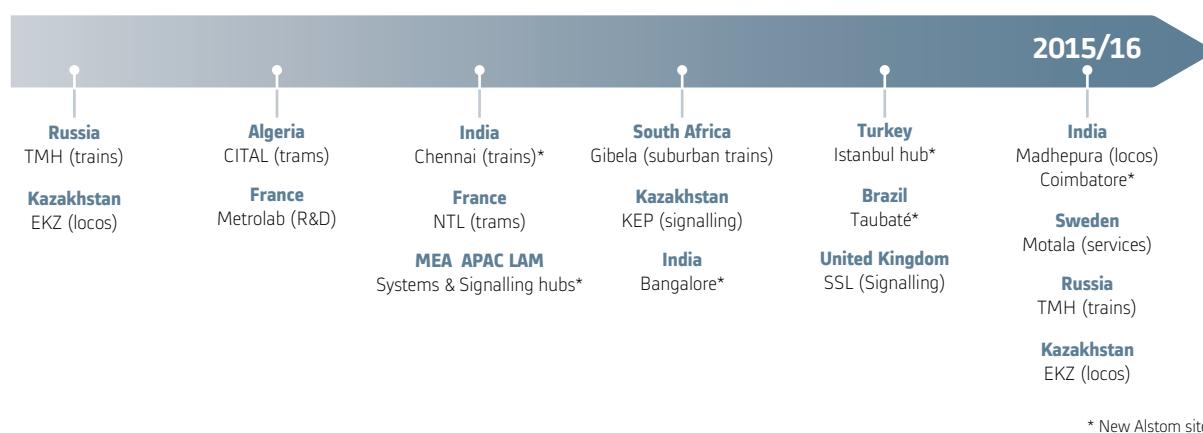 2015/16
Russia
TMH (trains)
Kazakhstan
EKZ (locos)
Algeria
CITAL (trams)
France
Metrolab (R&D)
India
Chennai (trains)*
France
NTL (trams)
MEA APAC LAM
Systems & Signalling hubs*
South Africa
Gibela (suburban trains)
Kazakhstan
KEP (signalling)
India
Bangalore*
Turkey
Istanbul hub*
Brazil
Taubaté*
United Kingdom
SSL (Signalling)
India
Madhepura (locos)
Coimbatore*
Sweden
Motala (services)
Russia
TMH (trains)
Kazakhstan
EKZ (locos)
* New Alstom site